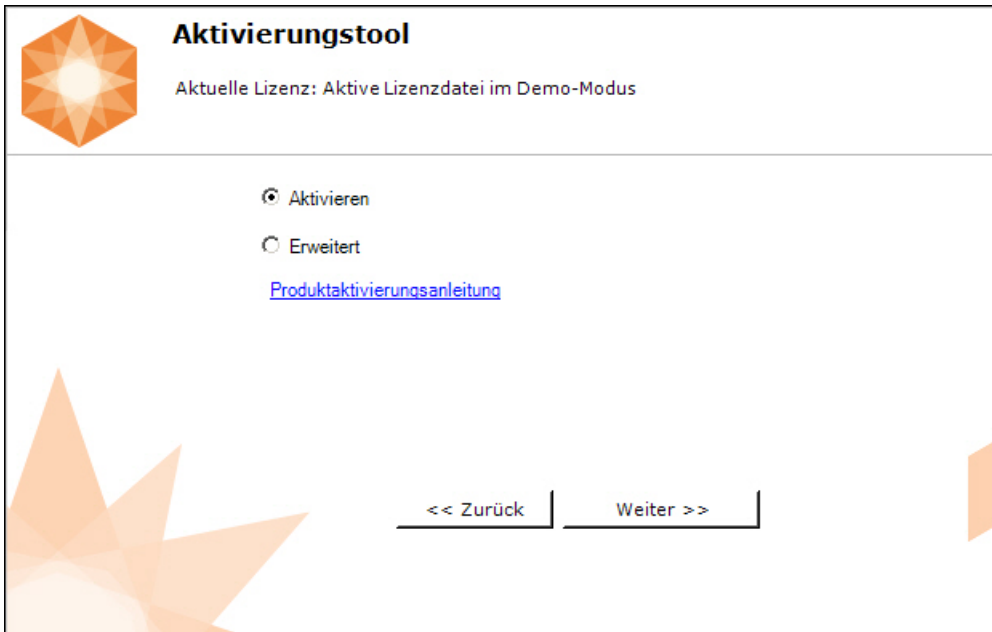 Aktivierungstool
Aktuelle Lizenz: Aktive Lizenzdatei im Demo-Modus
Aktivieren
Erweitert
Produktaktivierungsanleitung
<< Zurück
Weiter >>